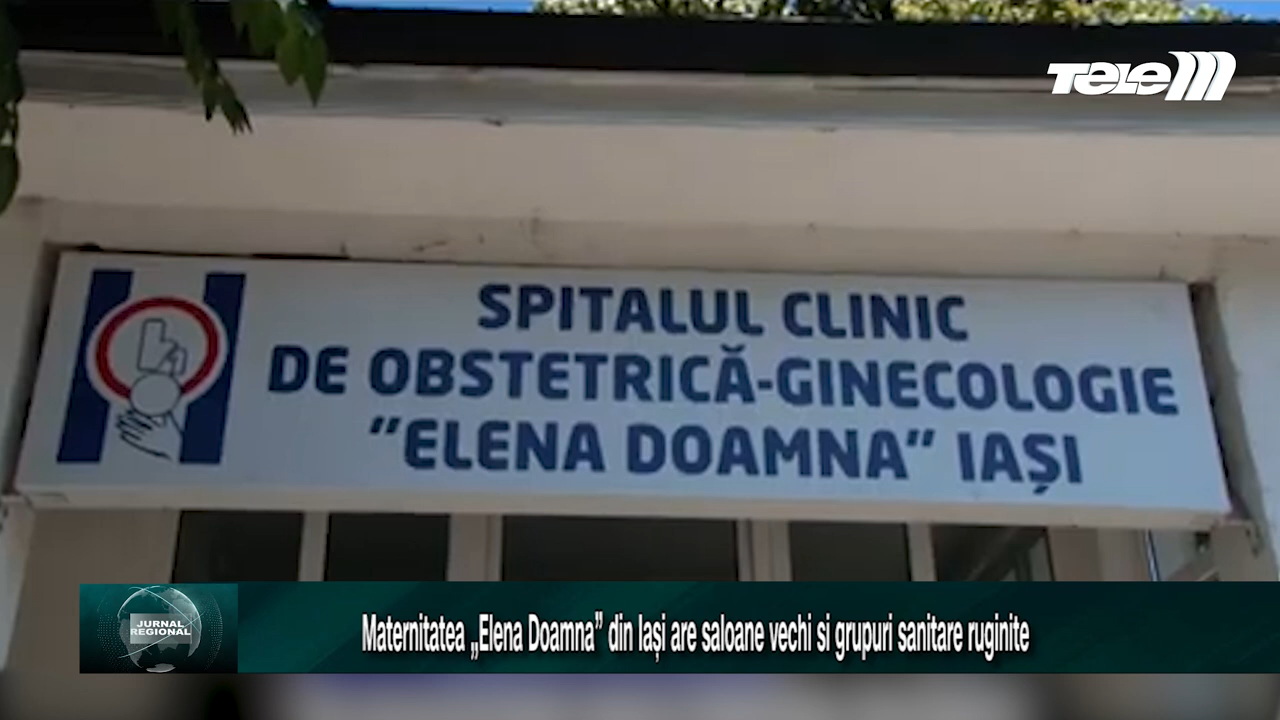 TELEM
SPITALUL CLINIC
DE OBSTETRICĂ-GINECOLOGIE
"ELENA DOAMNA" IAȘI
JURNAL
REGIONAL
Maternitatea „Elena Doamna” din Iași are saloane vechi si grupuri sanitare ruginite